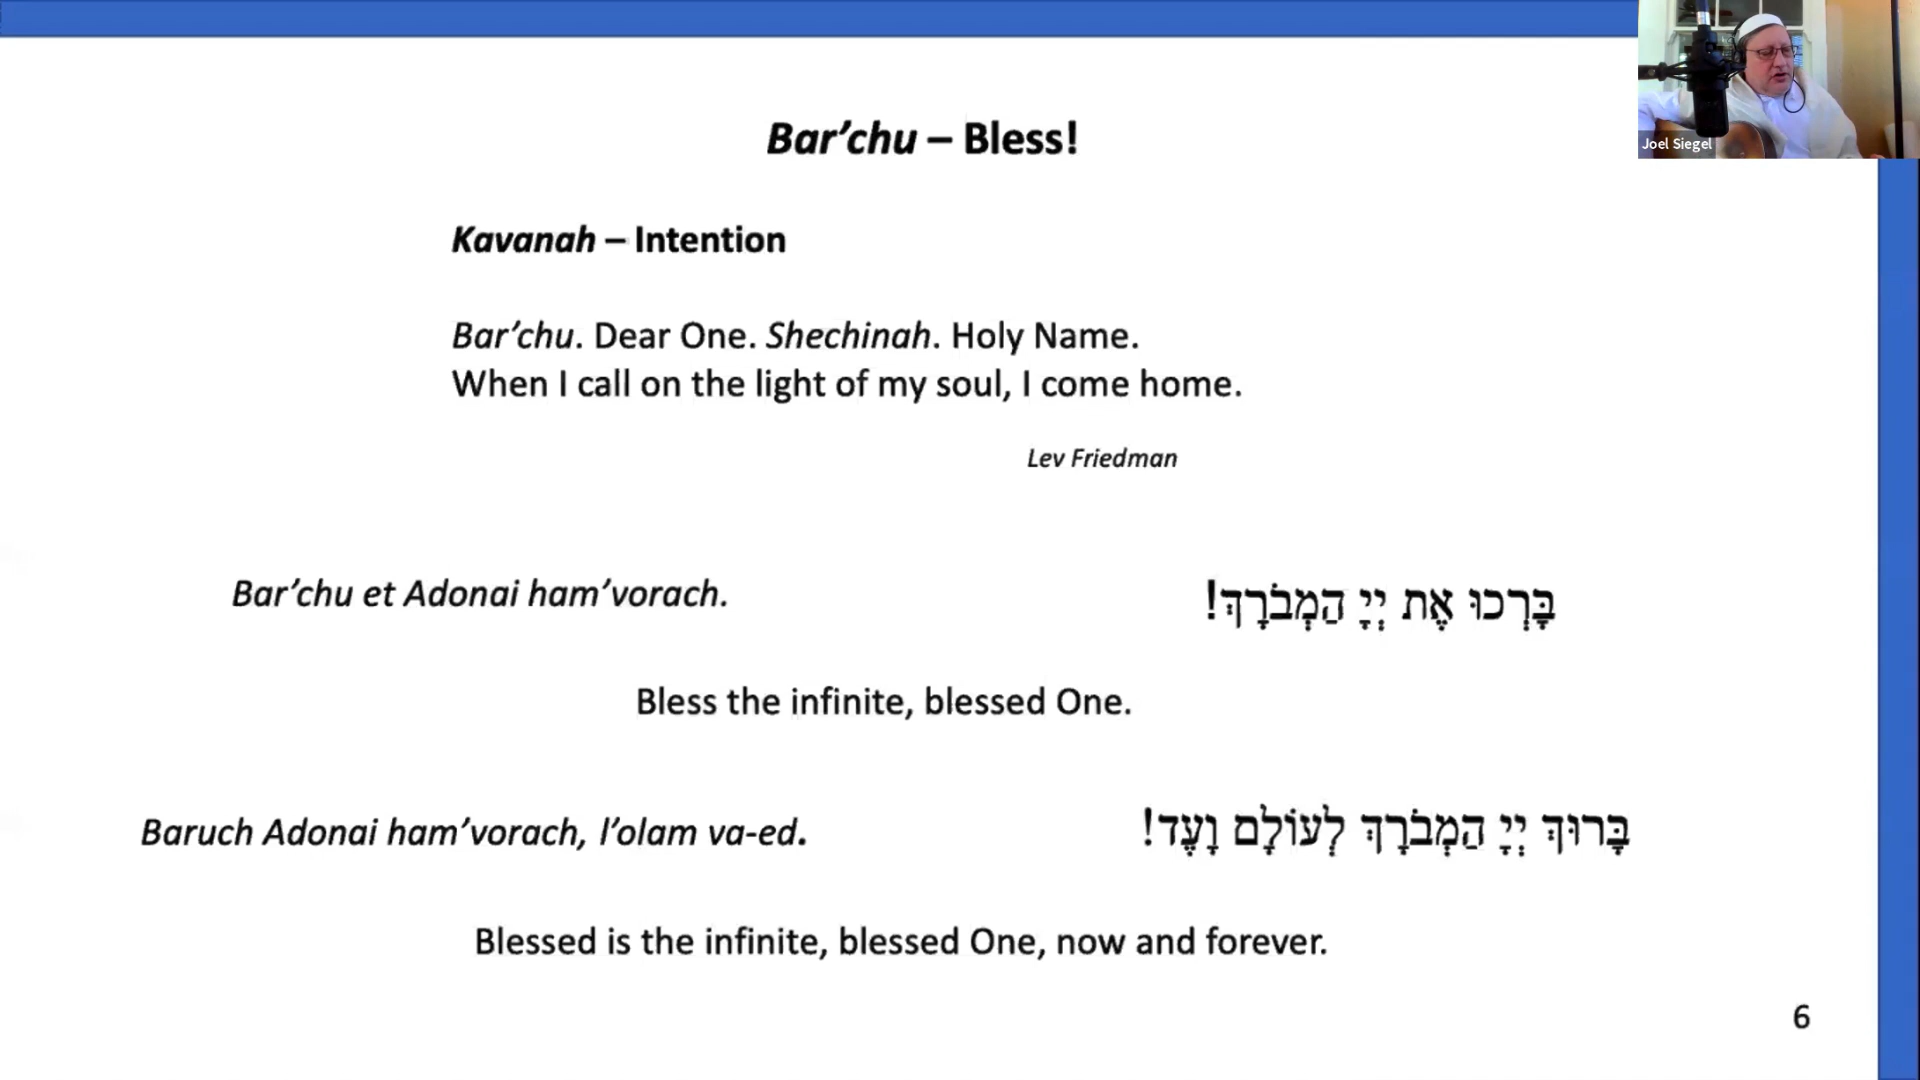 Joel Siegel
Bar’chu – Bless!
Kavanah – Intention
Bar’chu. Dear One. Shechinah. Holy Name.
When I call on the light of my soul, I come home.
Lev Friedman
Bar’chu et Adonai ham’vorach.
בָּרְכוּ אֶת יְיָ הַמְבֹרָךְ!
Bless the infinite, blessed One.
Baruch Adonai ham’vorach, l’olam va-ed.
בָּרוּךְ יְיָ הַמְבֹרָךְ לְעוֹלָם וָעֶד!
Blessed is the infinite, blessed One, now and forever.
6